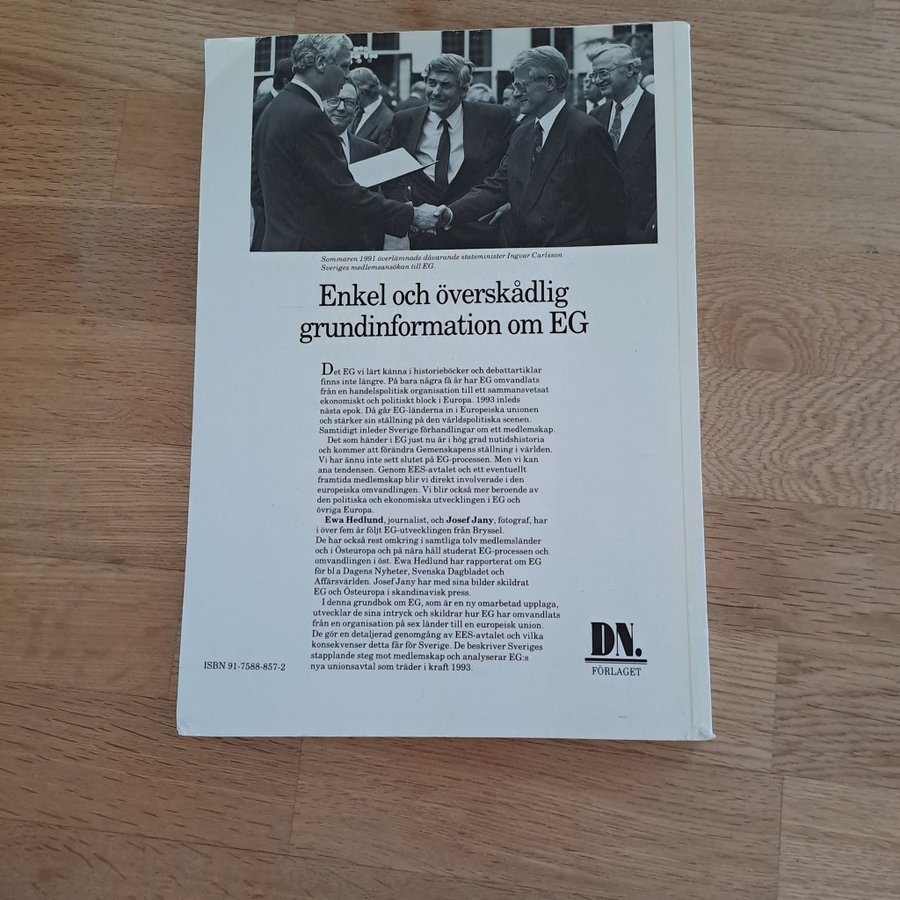 Sommaren 1991 överlämnade dåvarande statsminister Ingvar Carlsson
Sveriges medlemsansökan till EG.
Enkel och överskådlig
grundinformation om EG
Det EG vi lärt känna i historieböcker och debattartiklar
finns inte längre. På bara några få år har EG omvandlats
från en handelspolitisk organisation till ett sammansvetsat
ekonomiskt och politiskt block i Europa. 1993 inleds
nästa epok. Då går EG-länderna in i Europeiska unionen
och stärker sin ställning på den världspolitiska scenen.
Samtidigt inleder Sverige förhandlingar om ett medlemskap.
Det som händer i EG just nu är i hög grad nutidshistoria
och kommer att förändra Gemenskapens ställning i världen.
Vi har ännu inte sett slutet på EG-processen. Men vi kan
ana tendensen. Genom EES-avtalet och ett eventuellt
framtida medlemskap blir vi direkt involverade i den
europeiska omvandlingen. Vi blir också mer beroende av
den politiska och ekonomiska utvecklingen i EG och
övriga Europa.
Ewa Hedlund, journalist, och Josef Jany, fotograf, har
i över fem år följt EG-utvecklingen från Bryssel.
De har också rest omkring i samtliga tolv medlemsländer
och i Östeuropa och på nära håll studerat EG-processen och
omvandlingen i öst. Ewa Hedlund har rapporterat om EG
för bl a Dagens Nyheter, Svenska Dagbladet och
Affärsvärlden. Josef Jany har med sina bilder skildrat
EG och Östeuropa i skandinavisk press.
I denna grundbok om EG, som är en ny omarbetad upplaga,
utvecklar de sina intryck och skildrar hur EG har omvandlats
från en organisation på sex länder till en europeisk union.
De gör en detaljerad genomgång av EES-avtalet och vilka
konsekvenser detta får för Sverige. De beskriver Sveriges
stapplande steg mot medlemskap och analyserar EG:s
nya unionsavtal som träder i kraft 1993.
ISBN 91-7588-857-2
DN.
FÖRLAGET